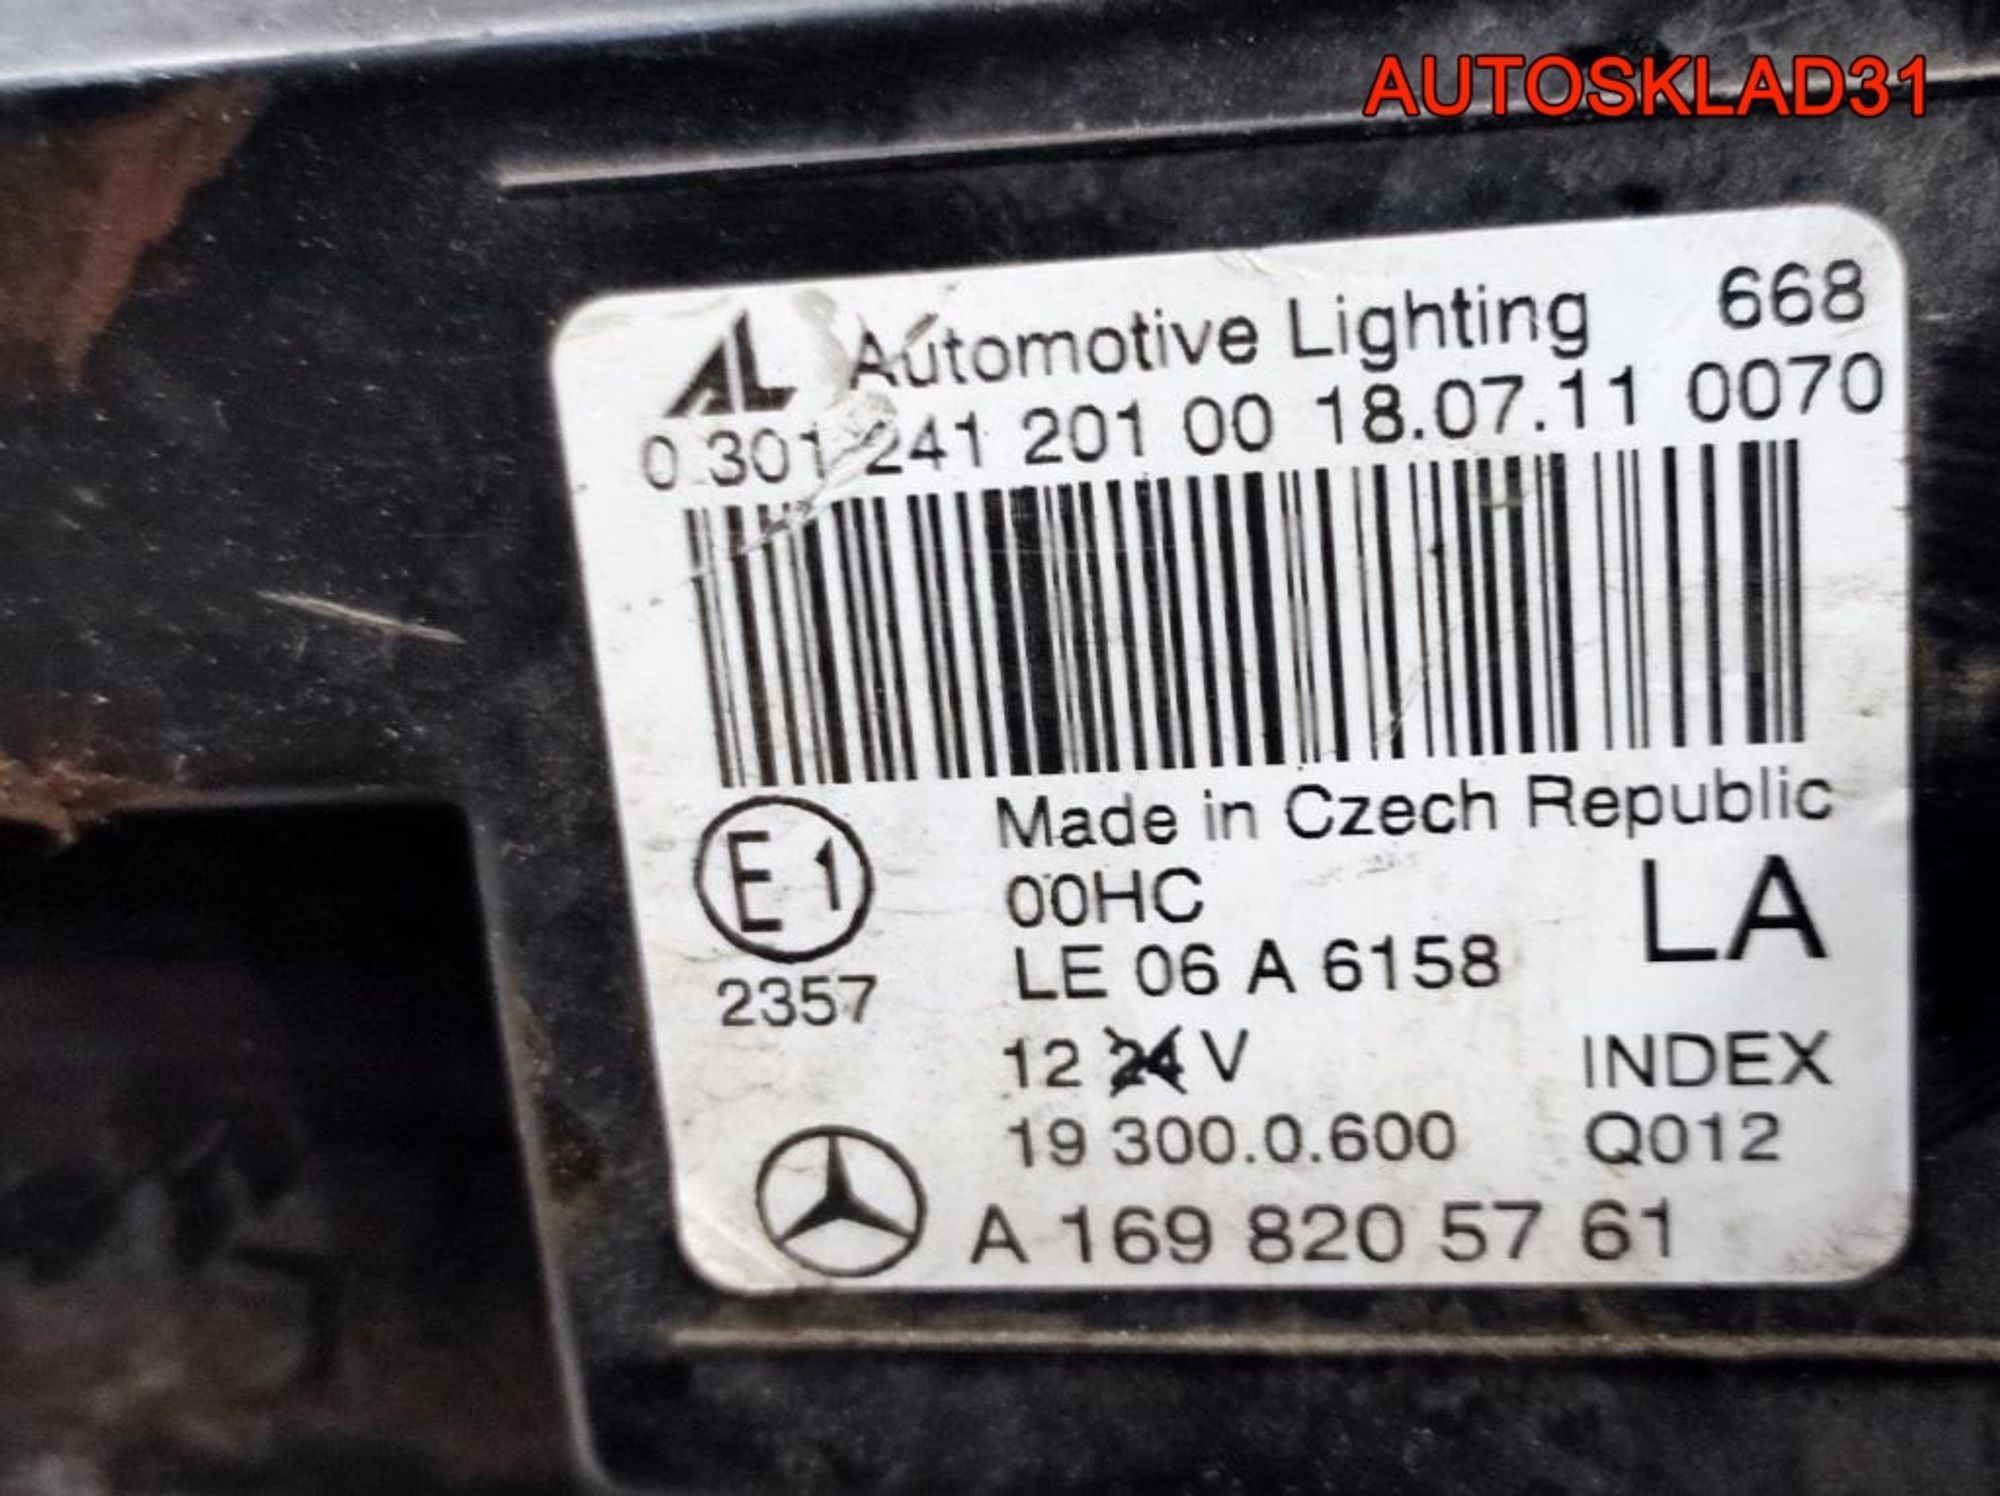 AUTOSKLAD31
AL Automotive Lighting 668
0 301 241 201 00 18.07.11 0070
Made in Czech Republic
E1 00HC LA
2357 LE 06 A 6158
12 24 V INDEX
19 300.0.600 Q012
A 169 820 57 61